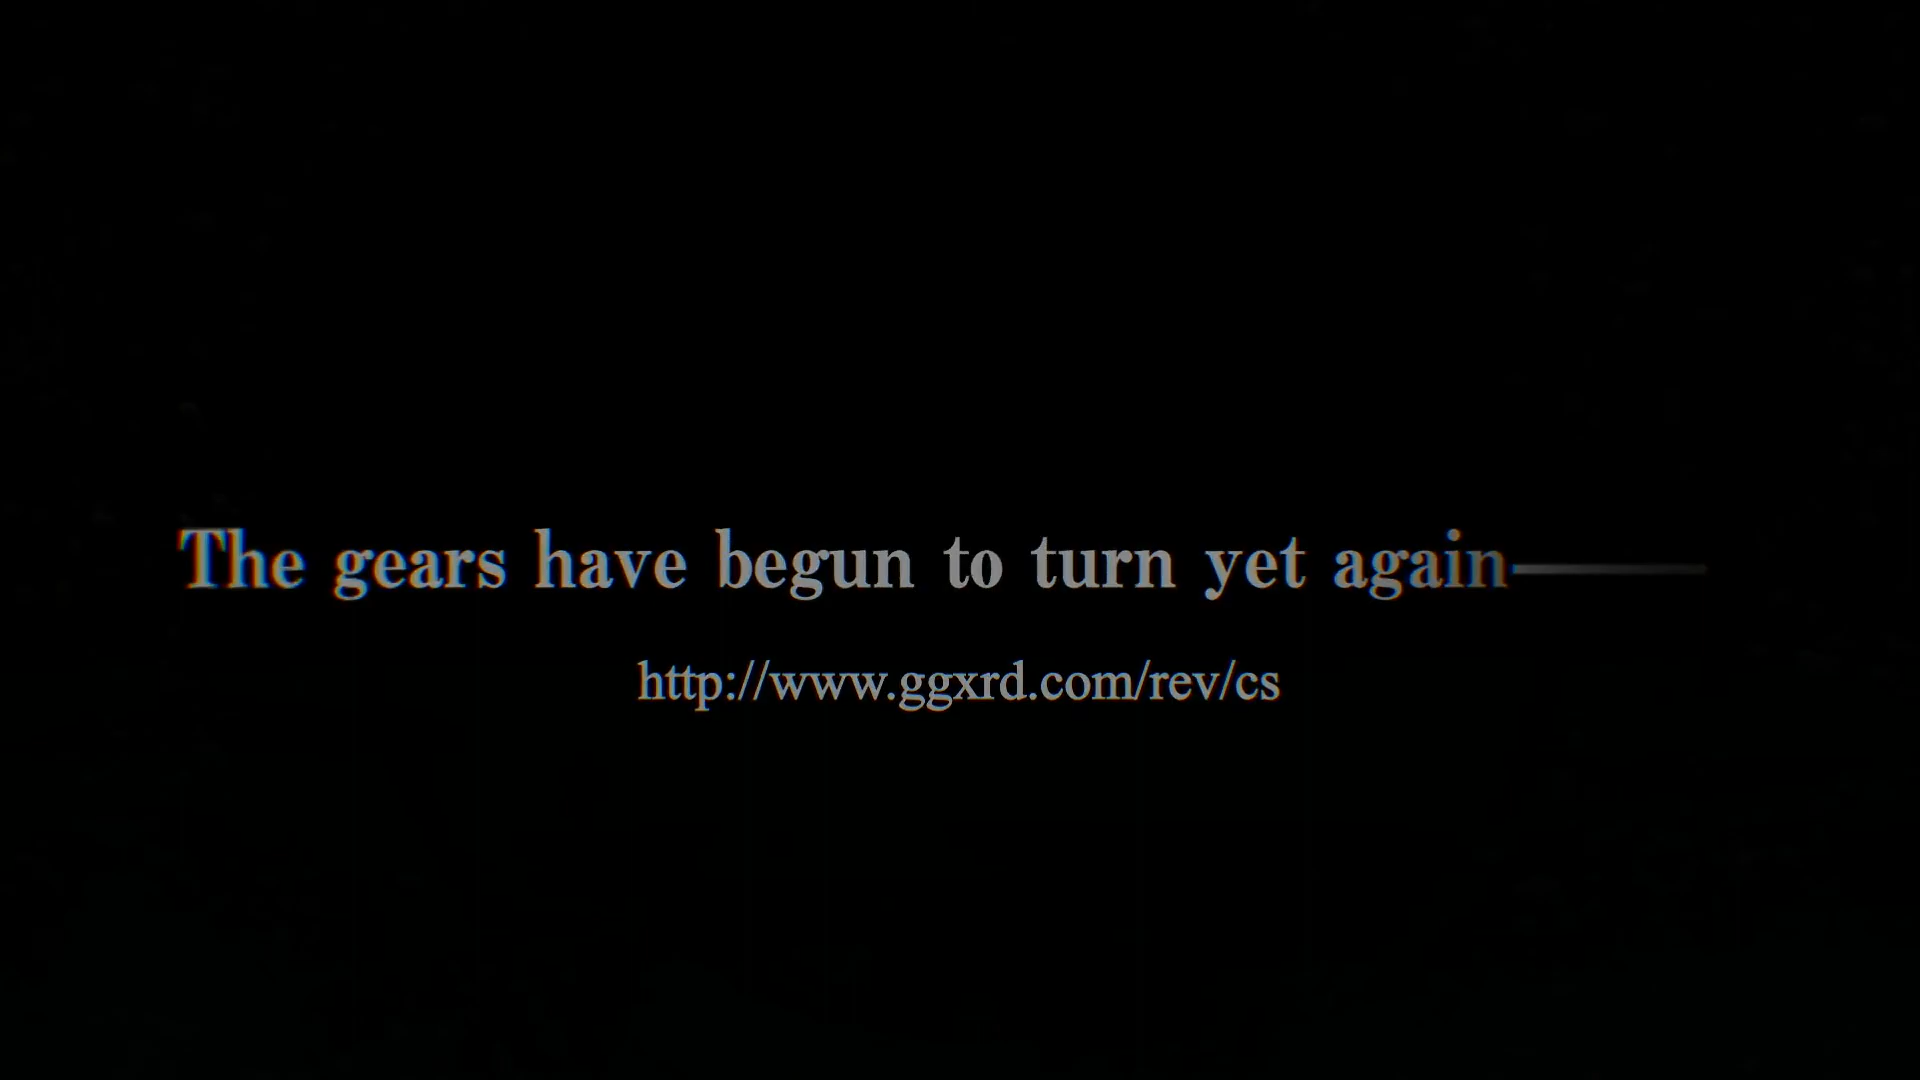 The gears have begun to turn yet again——
http://www.ggxrd.com/rev/cs